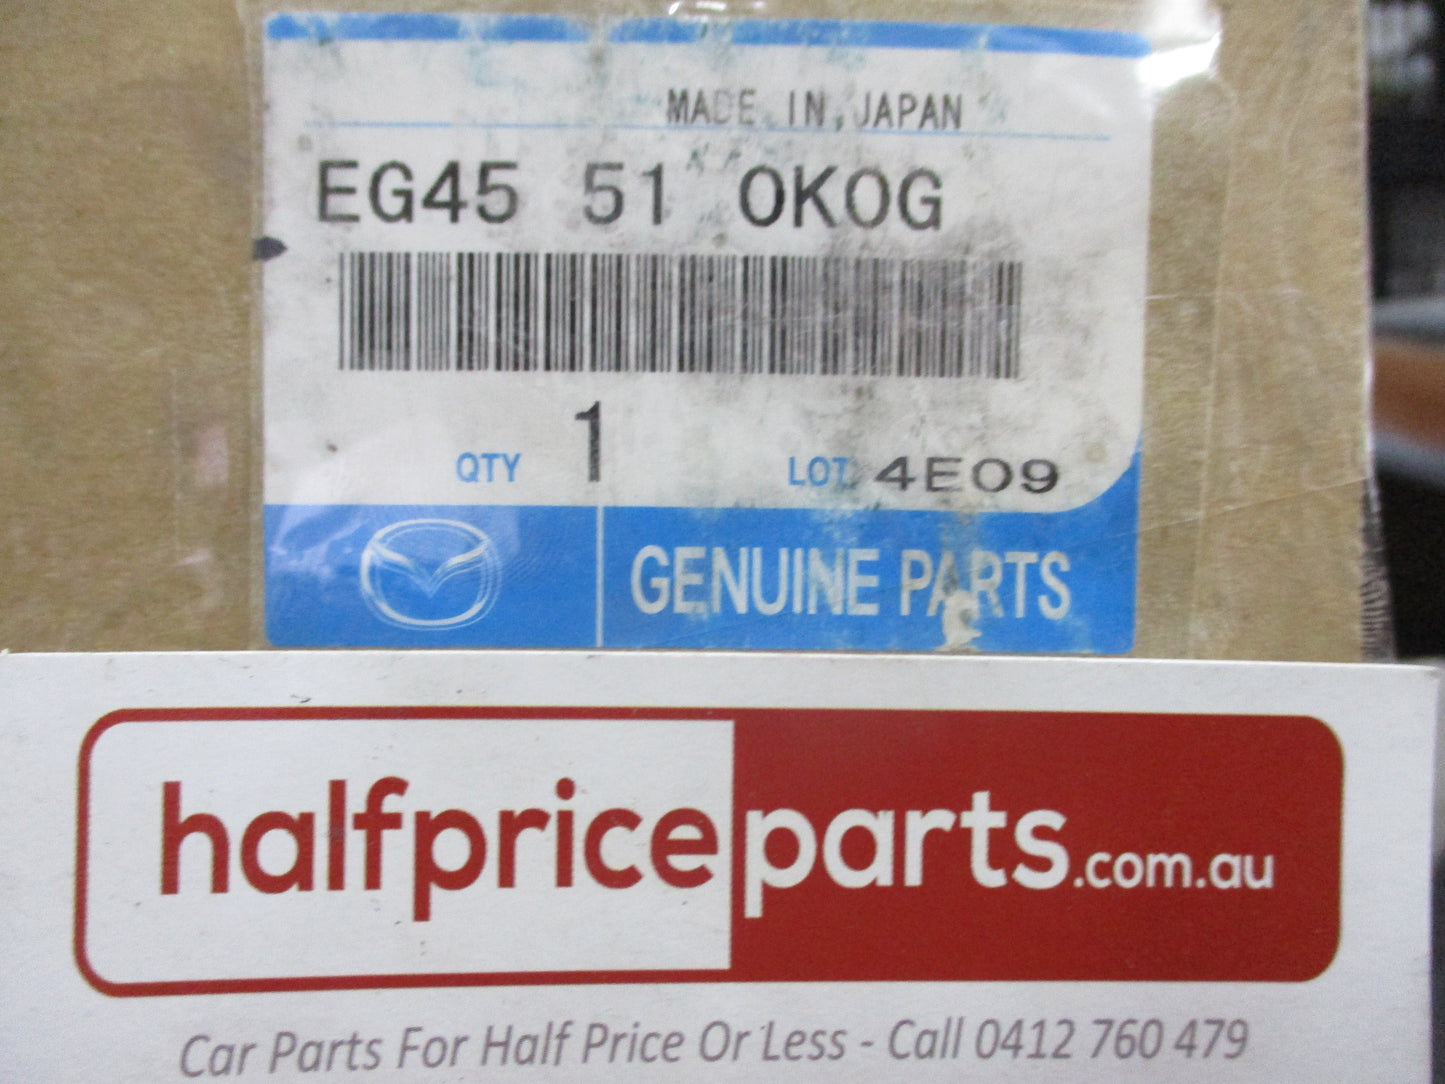 MADE IN JAPAN
EG45 51 0K0G
QTY 1 LOT 4E09
GENUINE PARTS
halfpriceparts.com.au
Car Parts For Half Price Or Less - Call 0412 760 479